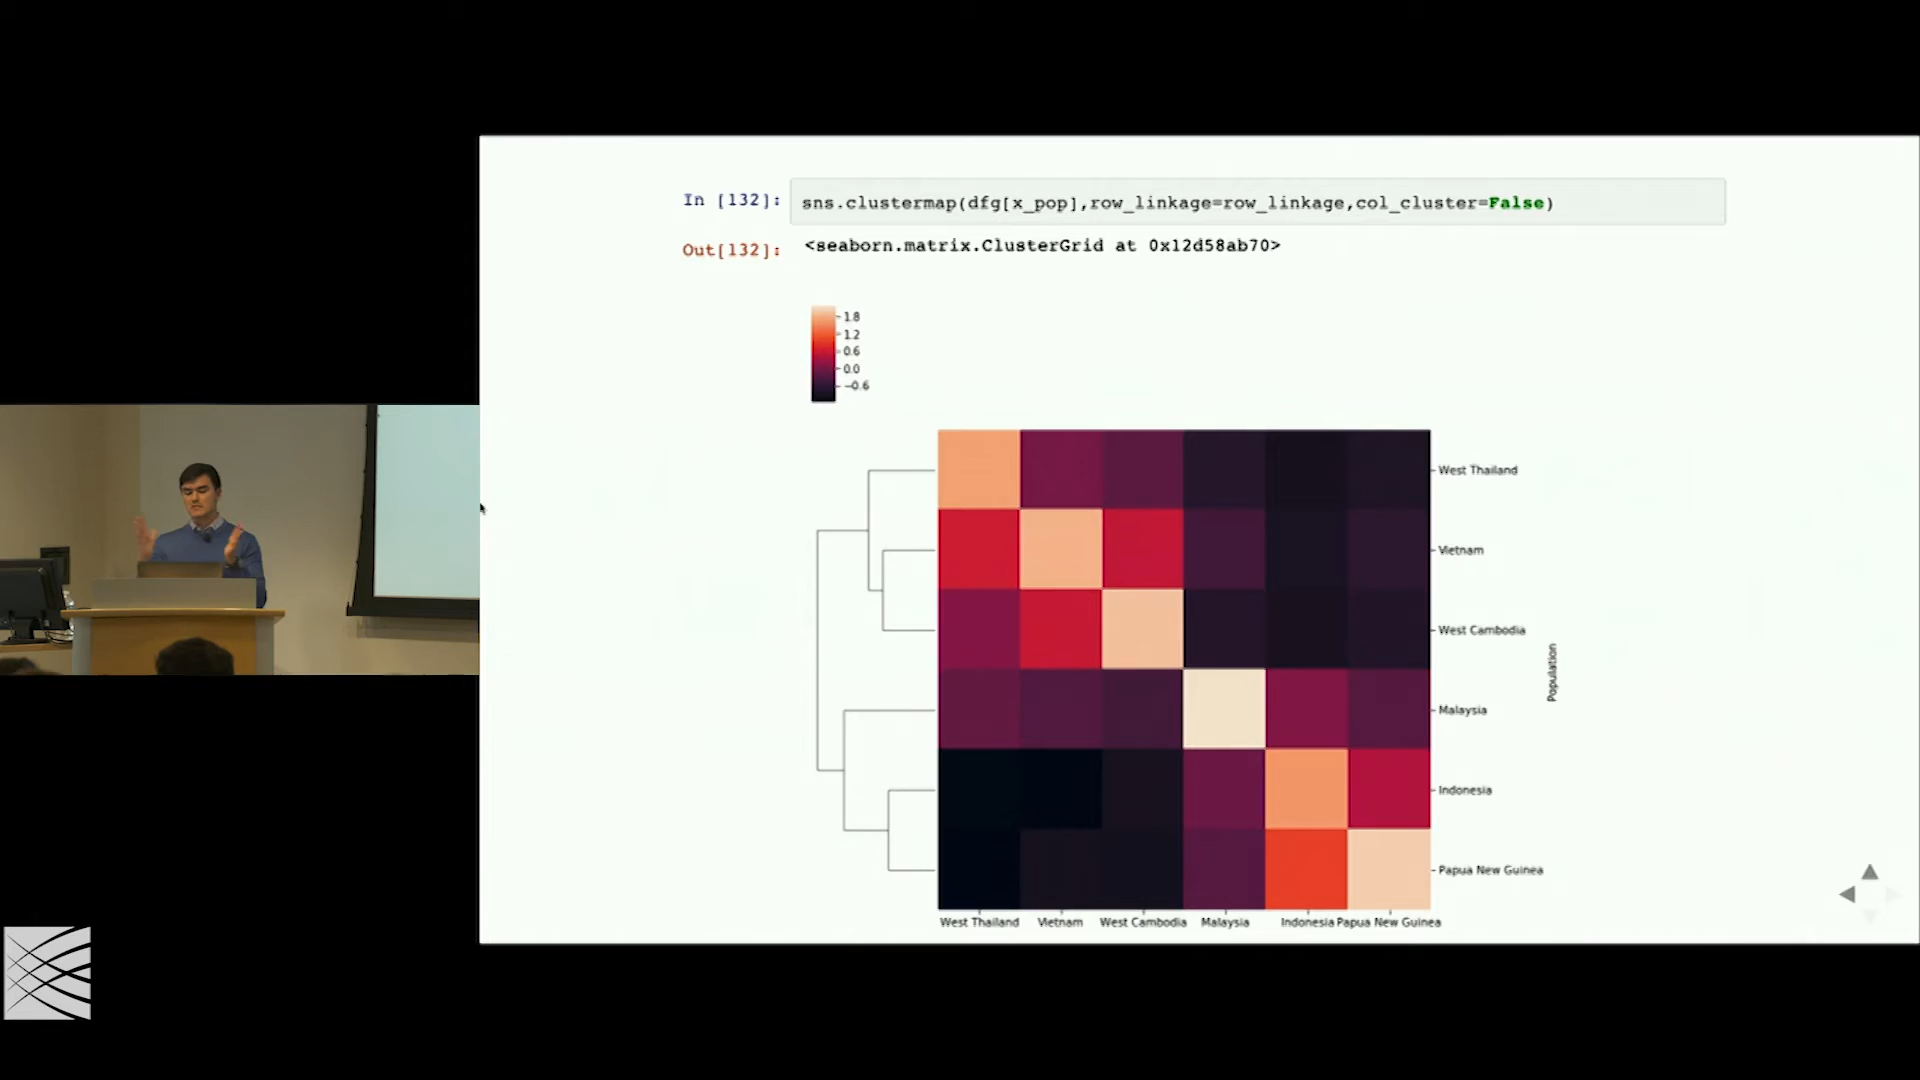 In [132]: sns.clustermap(dfg[x_pop],row_linkage=row_linkage,col_cluster=False)
Out[132]: <seaborn.matrix.ClusterGrid at 0x12d58ab70>
1.8
1.2
0.6
0.0
−0.6
West Thailand
Vietnam
West Cambodia
Population
Malaysia
Indonesia
Papua New Guinea
West Thailand Vietnam West Cambodia Malaysia Indonesia Papua New Guinea